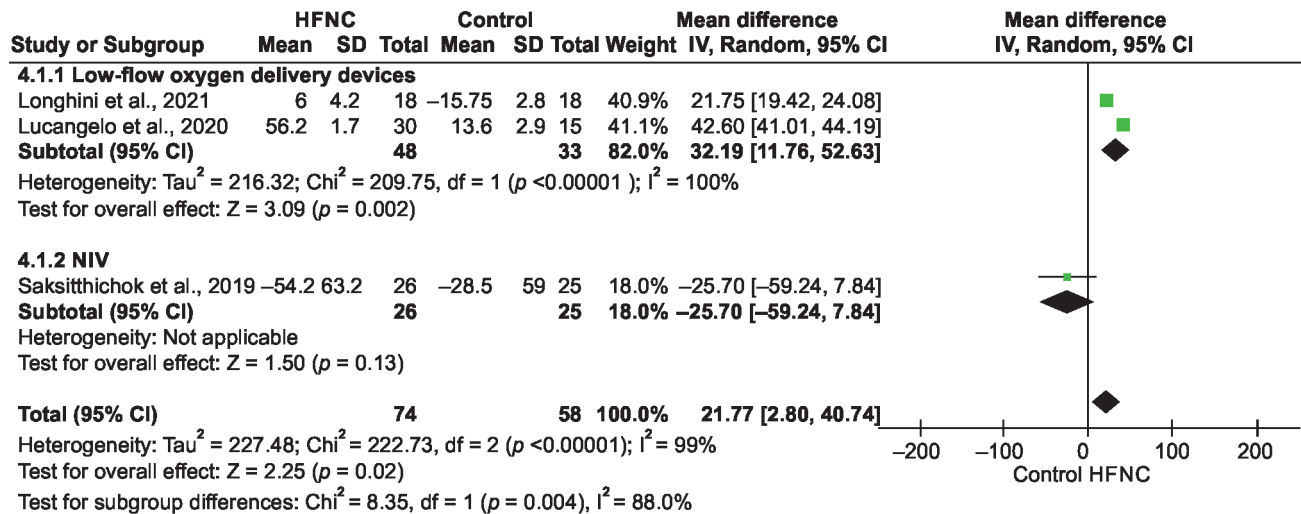 HFNC Control Mean difference Mean difference
Study or Subgroup Mean SD Total Mean SD Total Weight IV, Random, 95% CI IV, Random, 95% CI
4.1.1 Low-flow oxygen delivery devices
Longhini et al., 2021 6 4.2 18 –15.75 2.8 18 40.9% 21.75 [19.42, 24.08]
Lucangelo et al., 2020 56.2 1.7 30 13.6 2.9 15 41.1% 42.60 [41.01, 44.19]
Subtotal (95% CI) 48 33 82.0% 32.19 [11.76, 52.63]
Heterogeneity: Tau² = 216.32; Chi² = 209.75, df = 1 (p <0.00001 ); I² = 100%
Test for overall effect: Z = 3.09 (p = 0.002)
4.1.2 NIV
Saksitthichok et al., 2019 –54.2 63.2 26 –28.5 59 25 18.0% –25.70 [–59.24, 7.84]
Subtotal (95% CI) 26 25 18.0% –25.70 [–59.24, 7.84]
Heterogeneity: Not applicable
Test for overall effect: Z = 1.50 (p = 0.13)
Total (95% CI) 74 58 100.0% 21.77 [2.80, 40.74]
Heterogeneity: Tau² = 227.48; Chi² = 222.73, df = 2 (p <0.00001); I² = 99%
Test for overall effect: Z = 2.25 (p = 0.02)
Test for subgroup differences: Chi² = 8.35, df = 1 (p = 0.004), I² = 88.0%
–200 –100 0 100 200
Control HFNC